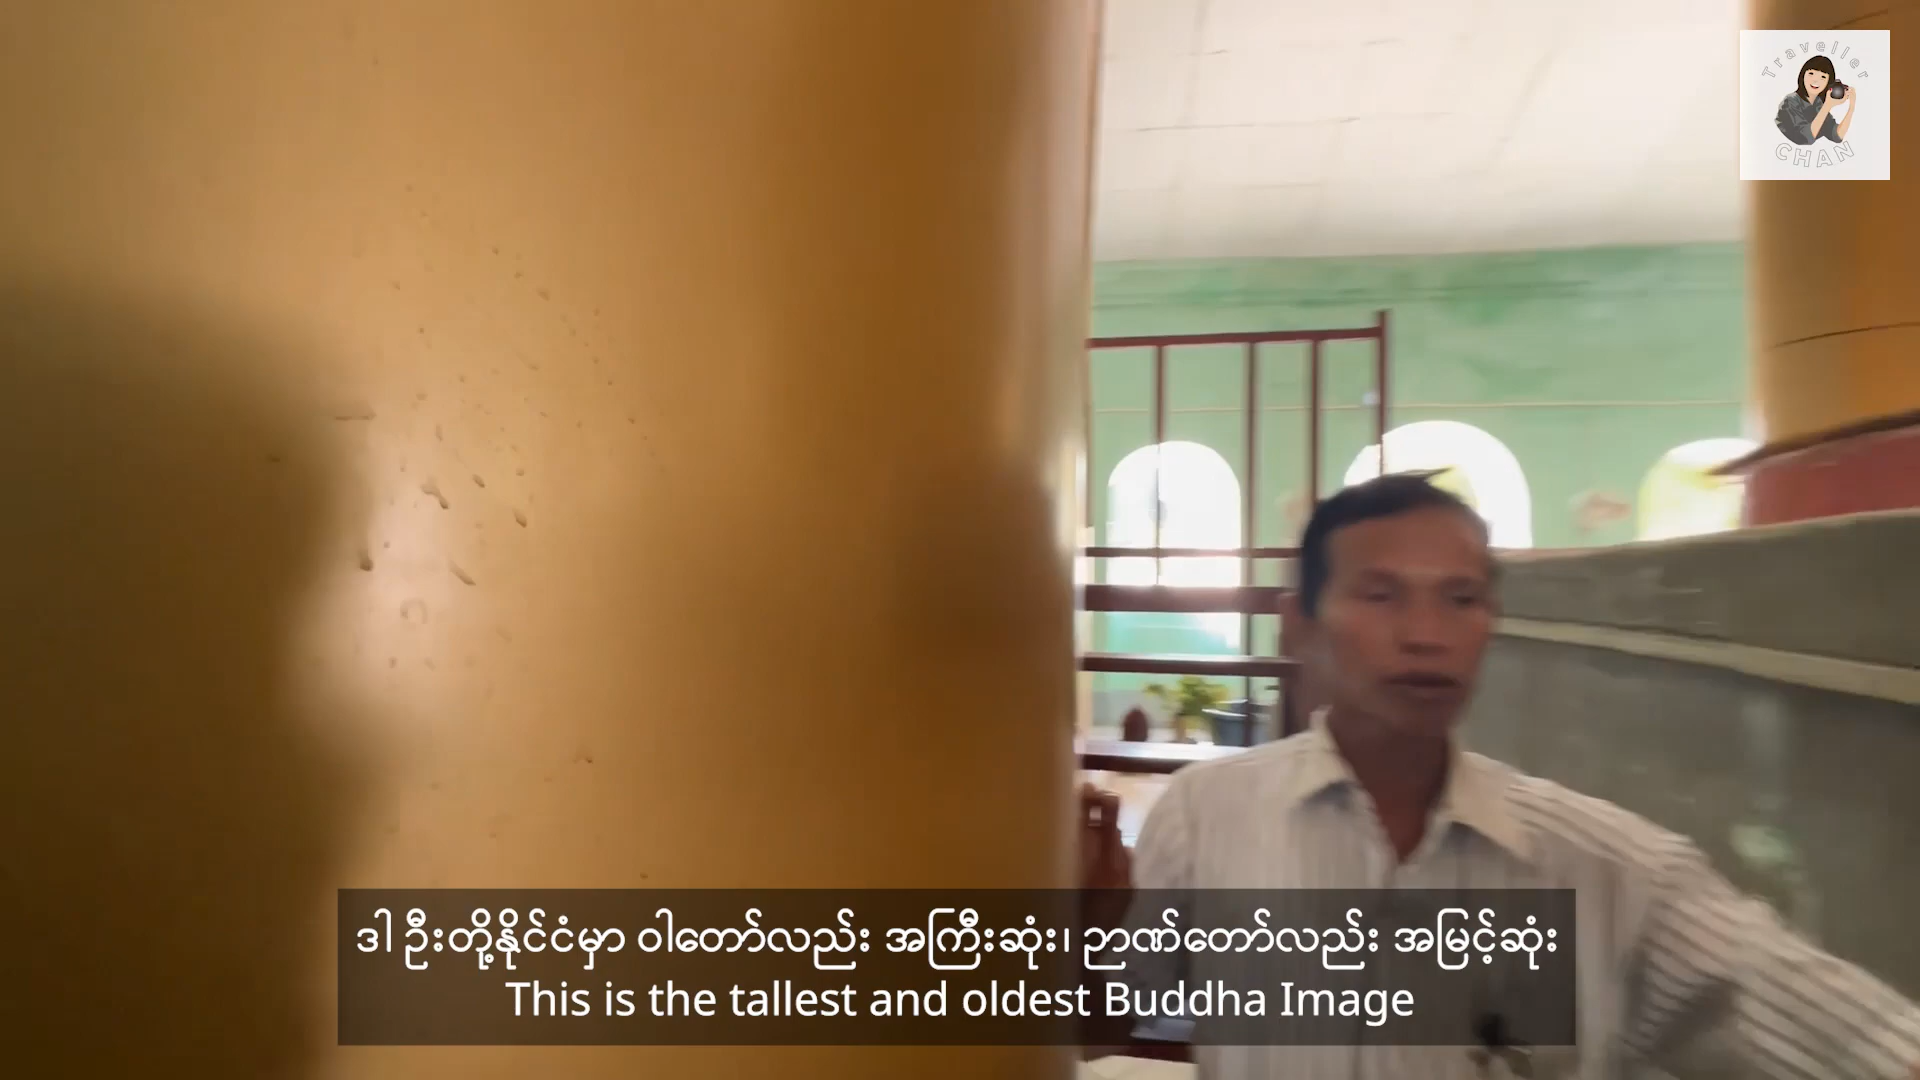 Traveller
CHAN
ဒါ ဦးတို့နိုင်ငံမှာ ဝါတော်လည်း အကြီးဆုံး၊ ဉာဏ်တော်လည်း အမြင့်ဆုံး
This is the tallest and oldest Buddha Image